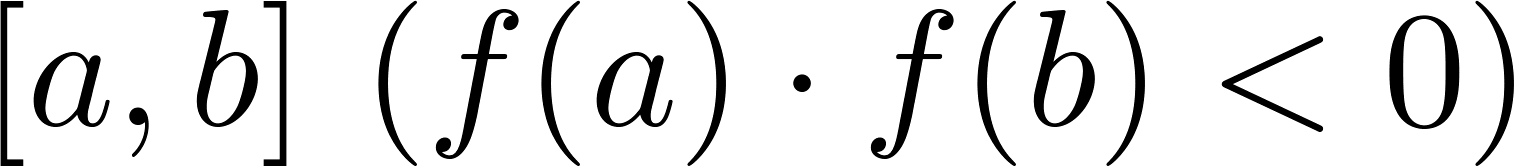 [a, b] (f(a) · f(b) < 0)